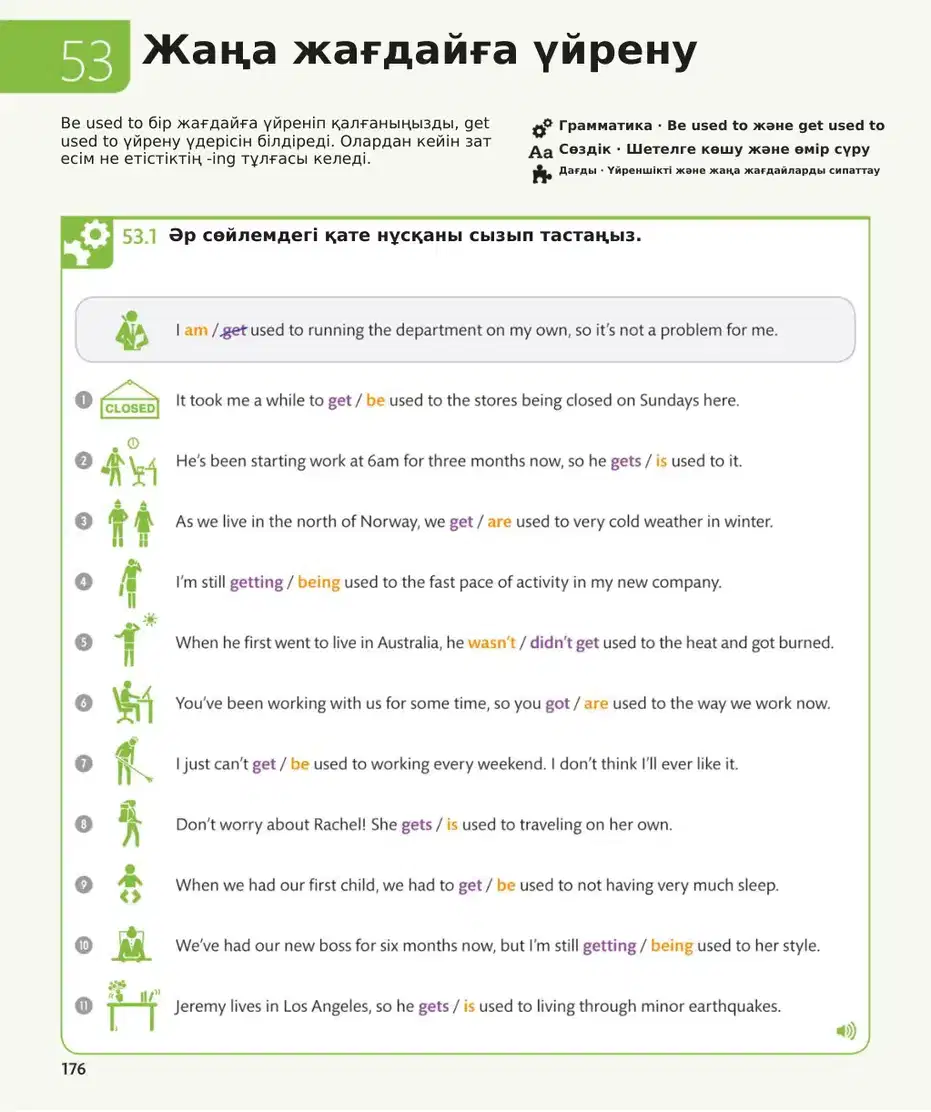 53
Жаңа жағдайға үйрену
Be used to бір жағдайға үйреніп қалғаныңызды, get
used to үйрену үдерісін білдіреді. Олардан кейін зат
есім не етістіктің -ing тұлғасы келеді.
Грамматика · Be used to және get used to
Aa Сөздік · Шетелге көшу және өмір сүру
Дағды · Үйреншікті және жаңа жағдайларды сипаттау
53.1 Әр сөйлемдегі қате нұсқаны сызып тастаңыз.
I am / get used to running the department on my own, so it's not a problem for me.
1 CLOSED It took me a while to get / be used to the stores being closed on Sundays here.
2 He's been starting work at 6am for three months now, so he gets / is used to it.
3 As we live in the north of Norway, we get / are used to very cold weather in winter.
4 I'm still getting / being used to the fast pace of activity in my new company.
5 When he first went to live in Australia, he wasn't / didn't get used to the heat and got burned.
6 You've been working with us for some time, so you got / are used to the way we work now.
7 I just can't get / be used to working every weekend. I don't think I'll ever like it.
8 Don't worry about Rachel! She gets / is used to traveling on her own.
9 When we had our first child, we had to get / be used to not having very much sleep.
10 We've had our new boss for six months now, but I'm still getting / being used to her style.
11 Jeremy lives in Los Angeles, so he gets / is used to living through minor earthquakes.
176